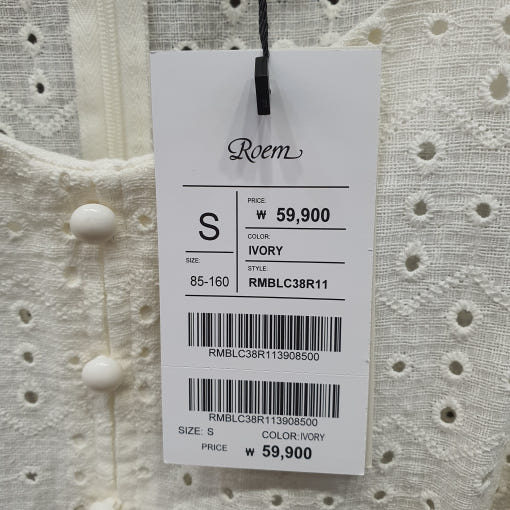 Roem
PRICE:
₩ 59,900
S
COLOR:
IVORY
SIZE:
STYLE:
85-160
RMBLC38R11
RMBLC38R113908500
RMBLC38R113908500
SIZE: S COLOR:IVORY
PRICE ₩ 59,900